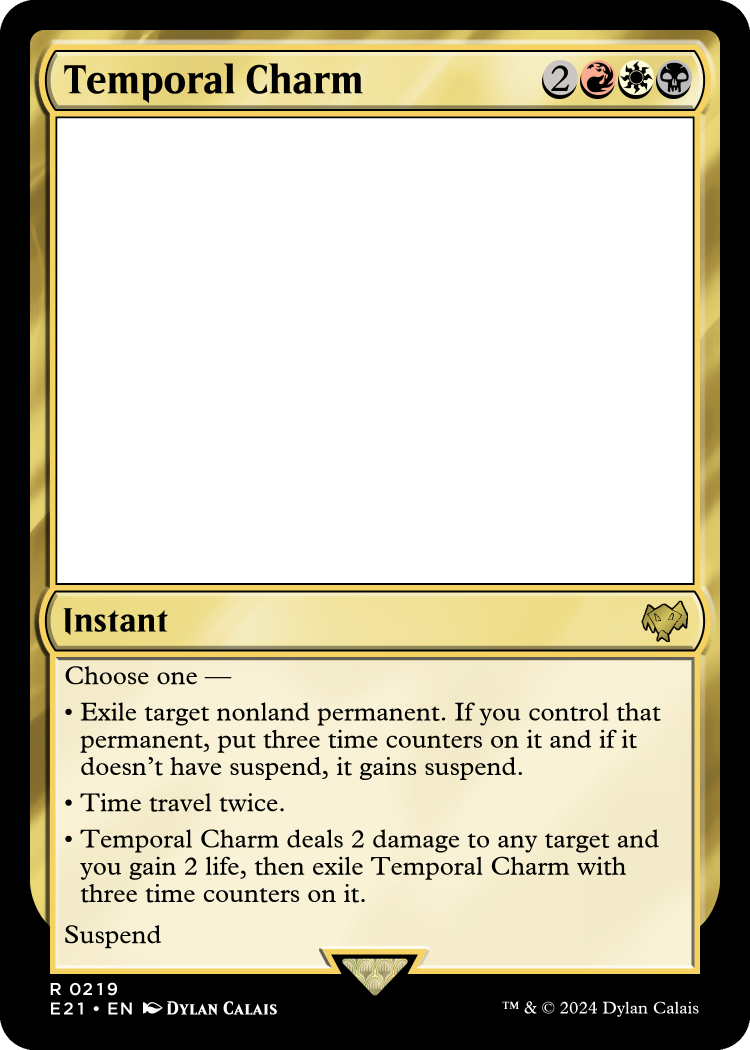 Temporal Charm 2
Instant
Choose one —
• Exile target nonland permanent. If you control that
permanent, put three time counters on it and if it
doesn't have suspend, it gains suspend.
• Time travel twice.
• Temporal Charm deals 2 damage to any target and
you gain 2 life, then exile Temporal Charm with
three time counters on it.
Suspend
R 0219
E21 • EN Dylan Calais
™ & © 2024 Dylan Calais